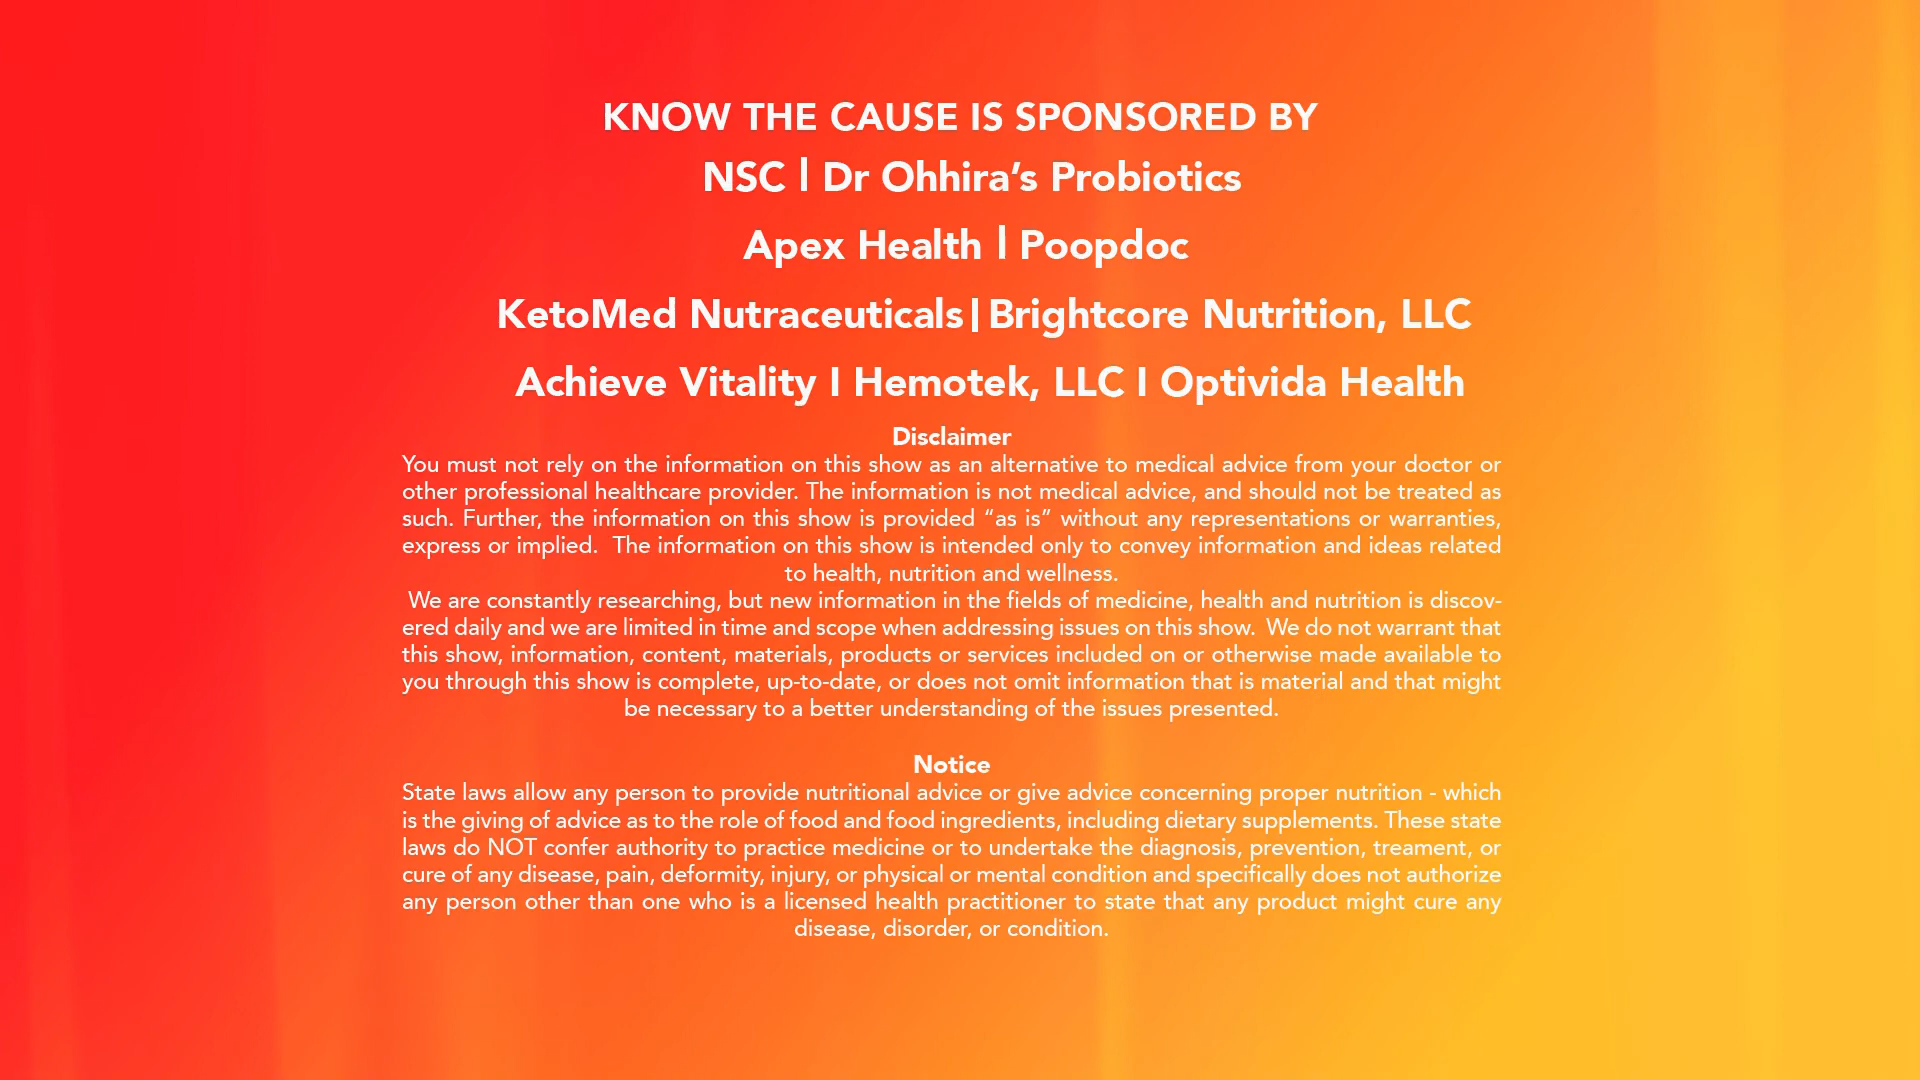 KNOW THE CAUSE IS SPONSORED BY
NSC | Dr Ohhira’s Probiotics
Apex Health | Poopdoc
KetoMed Nutraceuticals|Brightcore Nutrition, LLC
Achieve Vitality I Hemotek, LLC I Optivida Health
Disclaimer
You must not rely on the information on this show as an alternative to medical advice from your doctor or
other professional healthcare provider. The information is not medical advice, and should not be treated as
such. Further, the information on this show is provided “as is” without any representations or warranties,
express or implied.  The information on this show is intended only to convey information and ideas related
to health, nutrition and wellness.
We are constantly researching, but new information in the fields of medicine, health and nutrition is discov-
ered daily and we are limited in time and scope when addressing issues on this show.  We do not warrant that
this show, information, content, materials, products or services included on or otherwise made available to
you through this show is complete, up-to-date, or does not omit information that is material and that might
be necessary to a better understanding of the issues presented.
Notice
State laws allow any person to provide nutritional advice or give advice concerning proper nutrition - which
is the giving of advice as to the role of food and food ingredients, including dietary supplements. These state
laws do NOT confer authority to practice medicine or to undertake the diagnosis, prevention, treament, or
cure of any disease, pain, deformity, injury, or physical or mental condition and specifically does not authorize
any person other than one who is a licensed health practitioner to state that any product might cure any
disease, disorder, or condition.